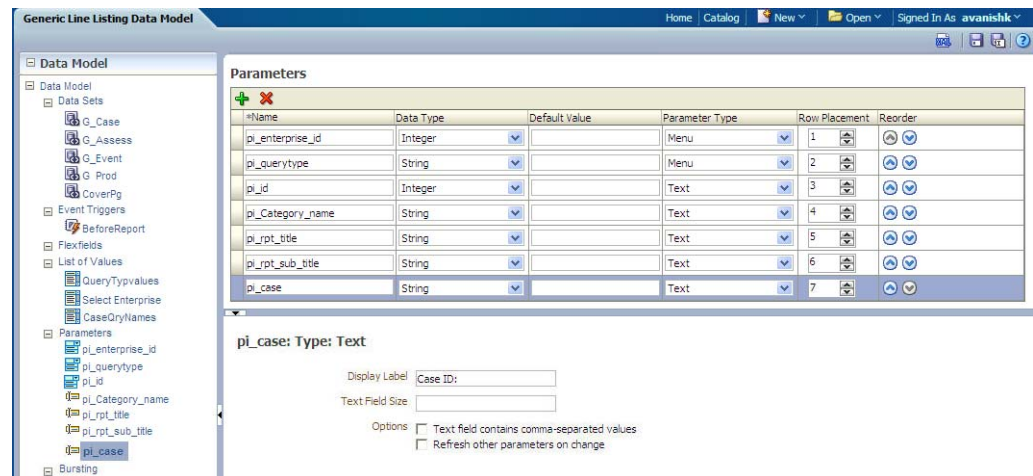 Generic Line Listing Data Model
Home Catalog New Open Signed In As avanishk
Data Model
Data Model
Data Sets
G_Case
G_Assess
G_Event
G_Prod
CoverPg
Event Triggers
BeforeReport
Flexfields
List of Values
QueryTypvalues
Select Enterprise
CaseQryNames
Parameters
pi_enterprise_id
pi_querytype
pi_id
pi_Category_name
pi_rpt_title
pi_rpt_sub_title
pi_case
Bursting
Parameters
*Name Data Type Default Value Parameter Type Row Placement Reorder
pi_enterprise_id Integer Menu 1
pi_querytype String Menu 2
pi_id Integer Text 3
pi_Category_name String Text 4
pi_rpt_title String Text 5
pi_rpt_sub_title String Text 6
pi_case String Text 7
pi_case: Type: Text
Display Label Case ID:
Text Field Size
Options Text field contains comma-separated values
Refresh other parameters on change